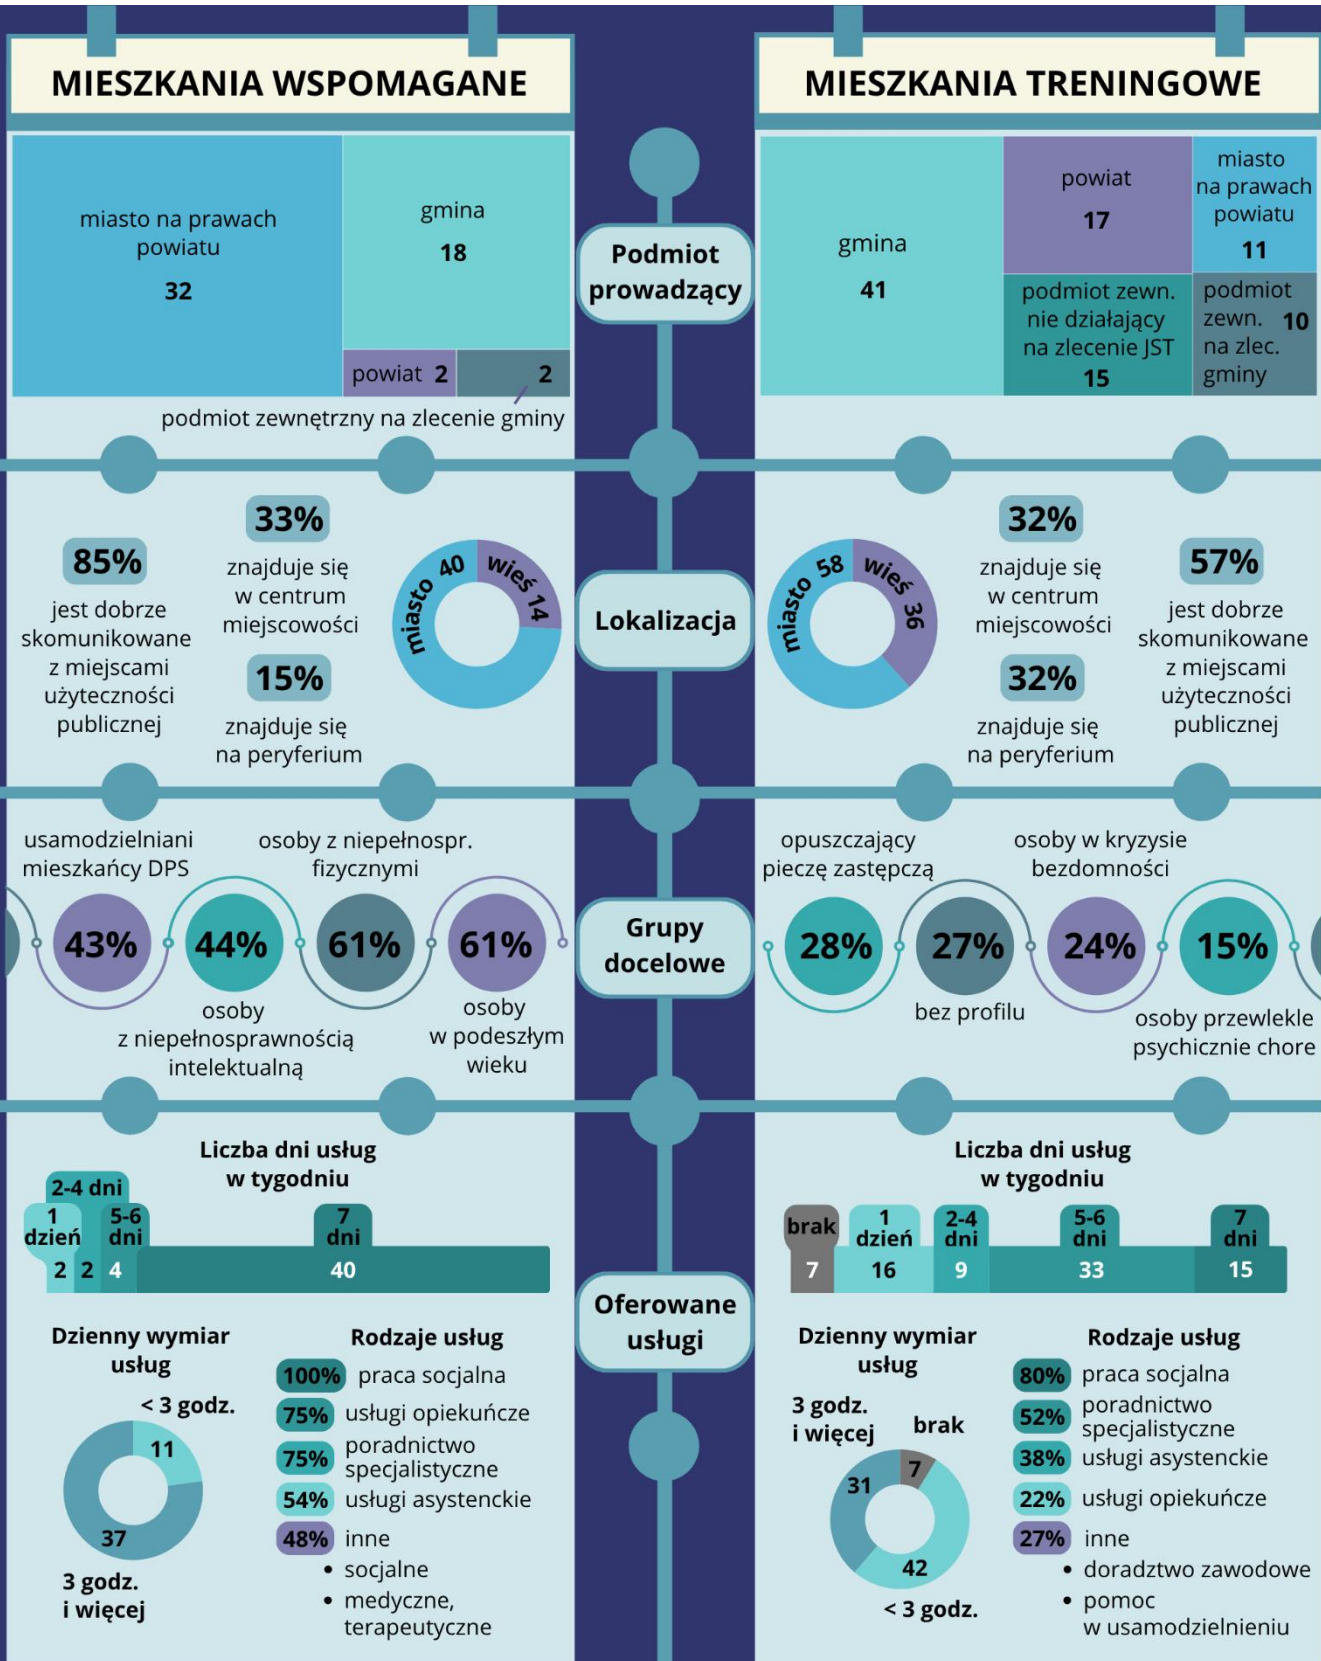 MIESZKANIA WSPOMAGANE
miasto na prawach
powiatu
32
gmina
18
powiat 2
2
podmiot zewnętrzny na zlecenie gminy
Podmiot
prowadzący
MIESZKANIA TRENINGOWE
gmina
41
powiat
17
miasto
na prawach
powiatu
11
podmiot zewn.
nie działający
na zlecenie JST
15
podmiot
zewn. 10
na zlec.
gminy
85%
jest dobrze
skomunikowane
z miejscami
użyteczności
publicznej
33%
znajduje się
w centrum
miejscowości
15%
znajduje się
na peryferium
miasto 40
wieś 14
Lokalizacja
miasto 58
wieś 36
32%
znajduje się
w centrum
miejscowości
32%
znajduje się
na peryferium
57%
jest dobrze
skomunikowane
z miejscami
użyteczności
publicznej
usamodzielniani
mieszkańcy DPS
43%
44%
osoby
z niepełnosprawnością
intelektualną
osoby z niepełnospr.
fizycznymi
61%
61%
osoby
w podeszłym
wieku
Grupy
docelowe
opuszczający
pieczę zastępczą
28%
27%
bez profilu
osoby w kryzysie
bezdomności
24%
15%
osoby przewlekle
psychicznie chore
Liczba dni usług
w tygodniu
2-4 dni
1
dzień
5-6
dni
7
dni
2 2 4 40
Dzienny wymiar
usług
< 3 godz.
11
37
3 godz.
i więcej
Rodzaje usług
100% praca socjalna
75% usługi opiekuńcze
75% poradnictwo
specjalistyczne
54% usługi asystenckie
48% inne
• socjalne
• medyczne,
terapeutyczne
Oferowane
usługi
Liczba dni usług
w tygodniu
brak
1
dzień
2-4
dni
5-6
dni
7
dni
7 16 9 33 15
Dzienny wymiar
usług
3 godz.
i więcej
brak
7
31
42
< 3 godz.
Rodzaje usług
80% praca socjalna
52% poradnictwo
specjalistyczne
38% usługi asystenckie
22% usługi opiekuńcze
27% inne
• doradztwo zawodowe
• pomoc
w usamodzielnieniu